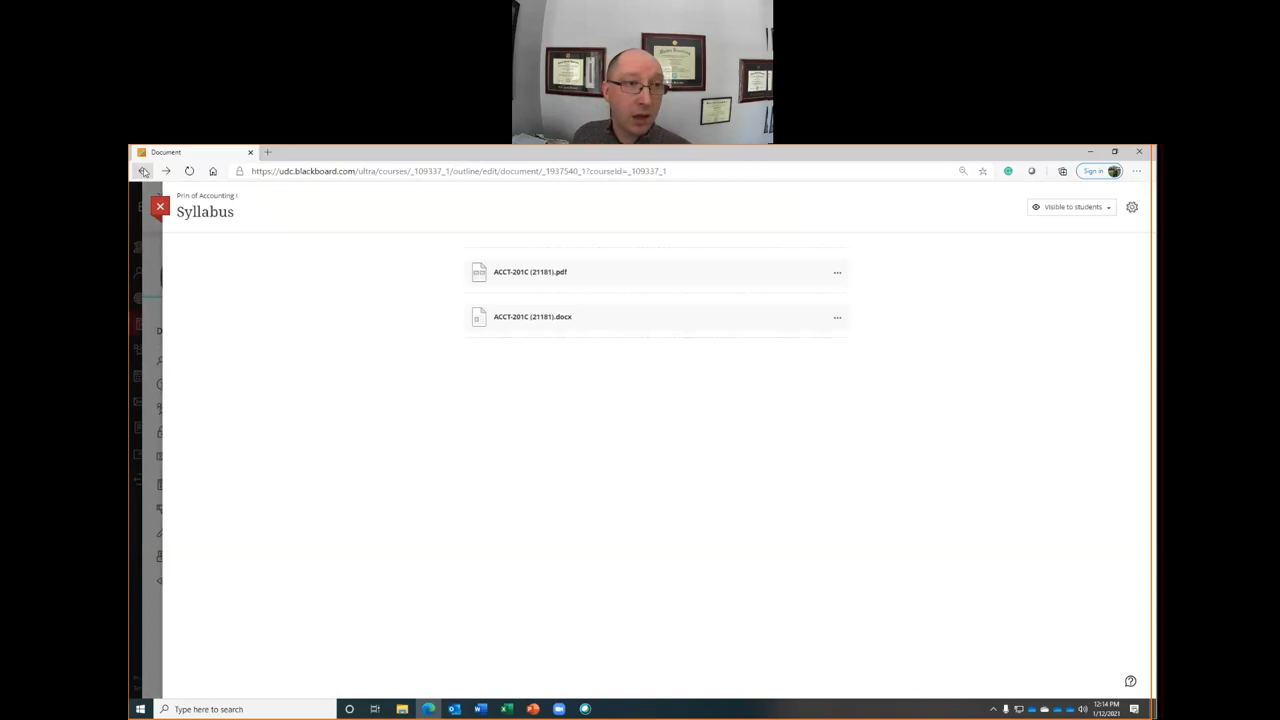 Document
https://udc.blackboard.com/ultra/courses/_109337_1/outline/edit/document/_1937540_1?courseId=_109337_1
Sign in
Prin of Accounting I
Syllabus
Visible to students
ACCT-201C (21181).pdf
ACCT-201C (21181).docx
Type here to search
12:14 PM
1/12/2021